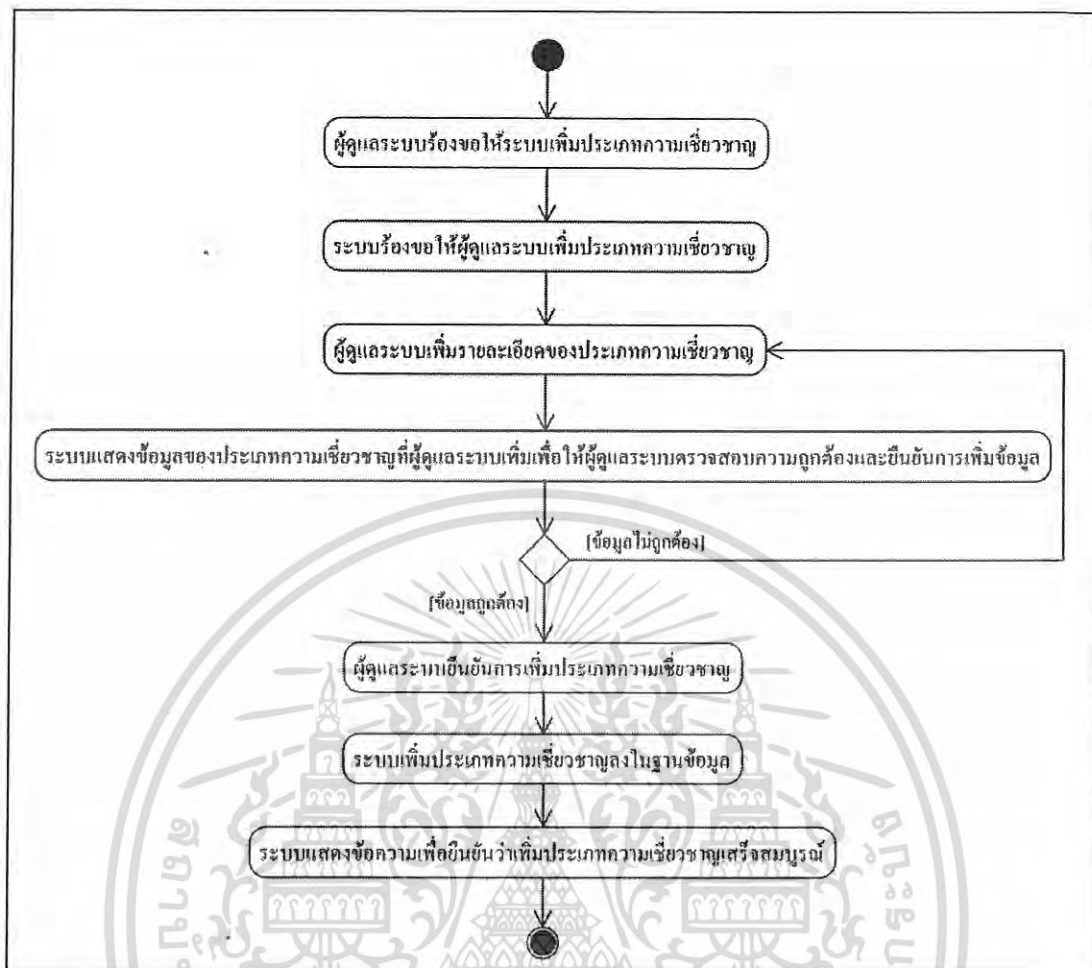 ผู้ดูแลระบบร้องขอให้ระบบเพิ่มประเภทความเชี่ยวชาญ
ระบบร้องขอให้ผู้ดูแลระบบเพิ่มประเภทความเชี่ยวชาญ
ผู้ดูแลระบบเพิ่มรายละเอียดของประเภทความเชี่ยวชาญ
ระบบแสดงข้อมูลของประเภทความเชี่ยวชาญที่ผู้ดูแลระบบเพิ่มเพื่อให้ผู้ดูแลระบบตรวจสอบความถูกต้องและยืนยันการเพิ่มข้อมูล
[ข้อมูลไม่ถูกต้อง]
[ข้อมูลถูกต้อง]
ผู้ดูแลระบบยืนยันการเพิ่มประเภทความเชี่ยวชาญ
ระบบเพิ่มประเภทความเชี่ยวชาญลงในฐานข้อมูล
ระบบแสดงข้อความเพื่อยืนยันว่าเพิ่มประเภทความเชี่ยวชาญเสร็จสมบูรณ์